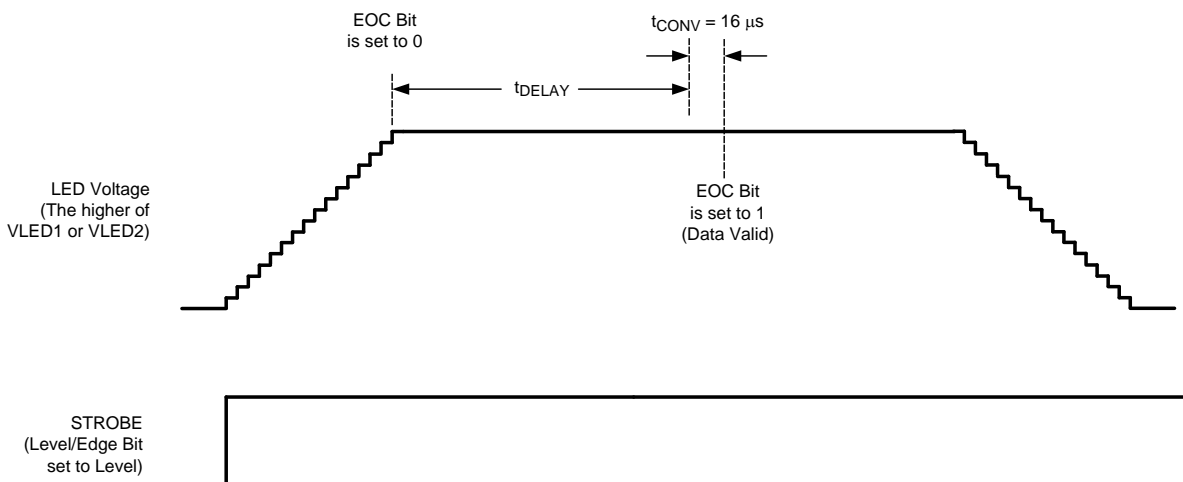 EOC Bit
is set to 0
tCONV = 16 μs
tDELAY
LED Voltage
(The higher of
VLED1 or VLED2)
EOC Bit
is set to 1
(Data Valid)
STROBE
(Level/Edge Bit
set to Level)